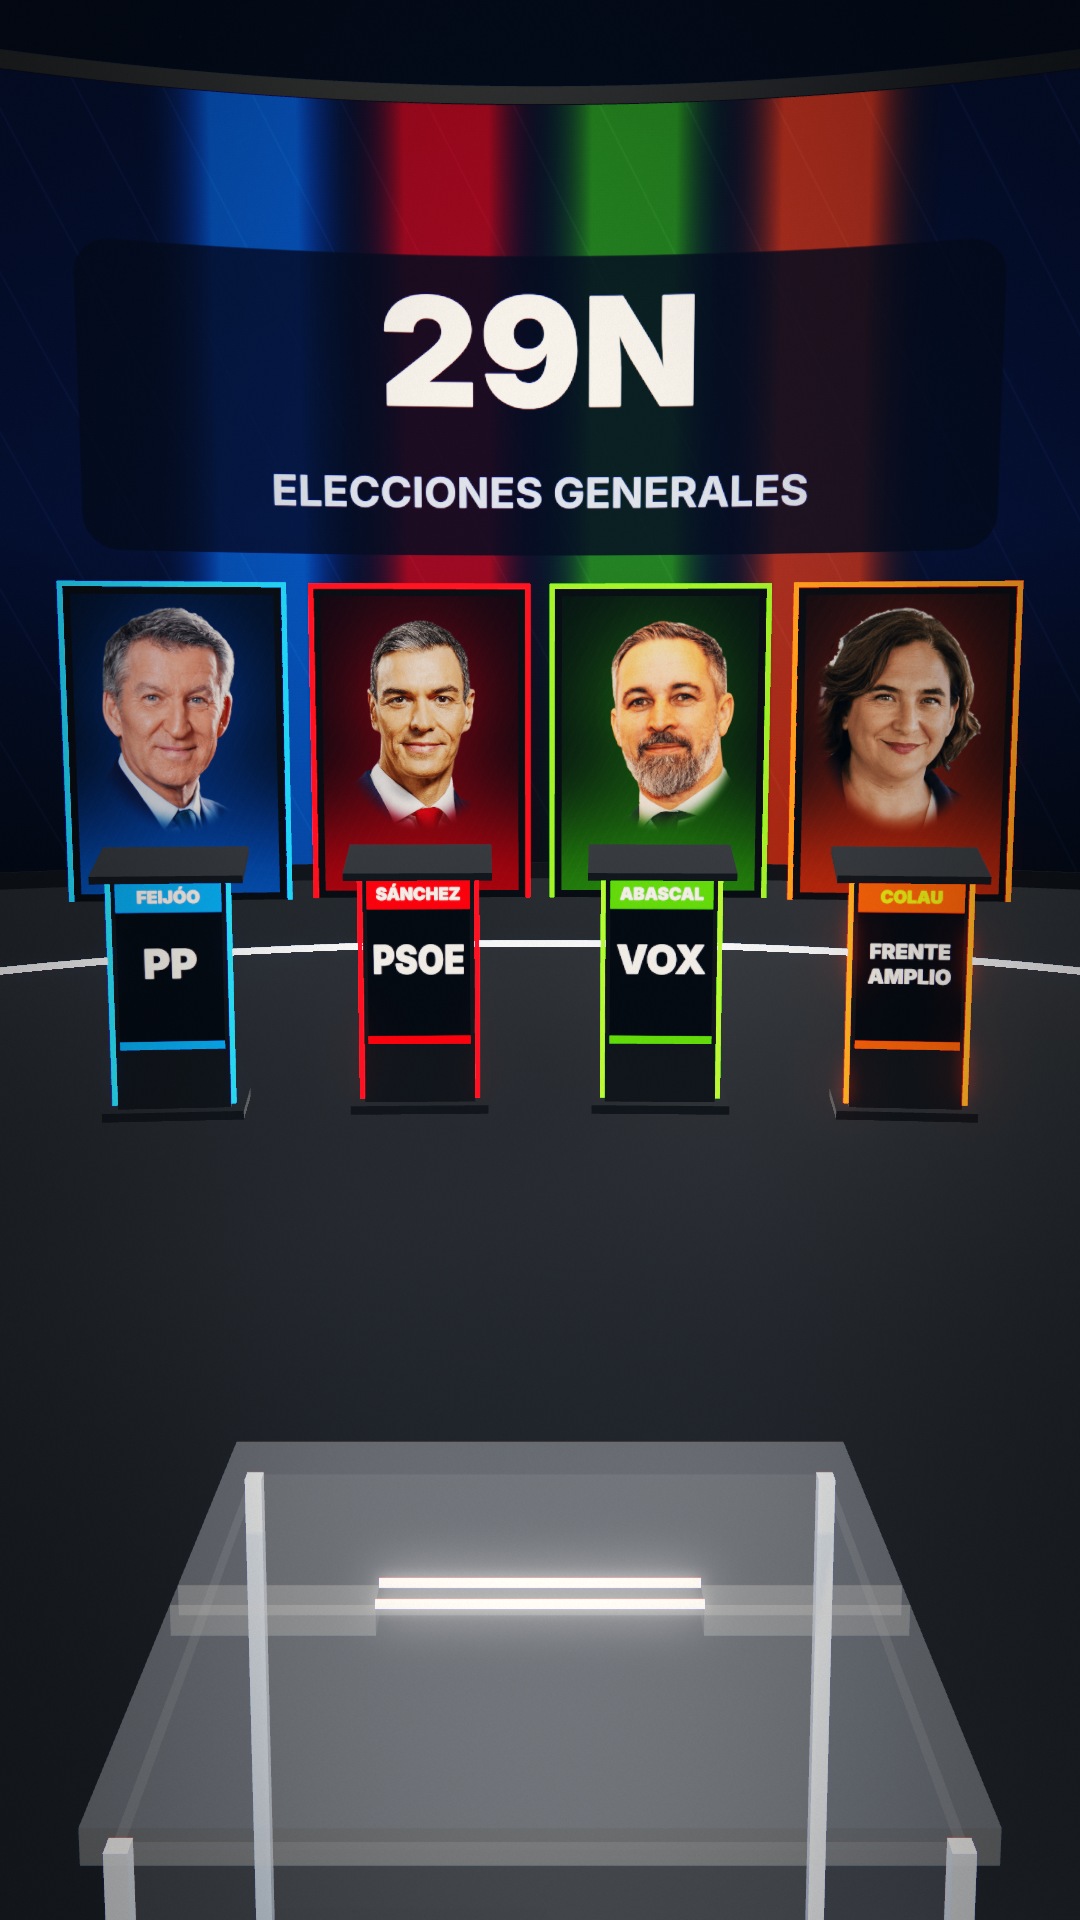 29N
ELECCIONES GENERALES
FEIJÓO
SÁNCHEZ
ABASCAL
COLAU
PP
PSOE
VOX
FRENTE
AMPLIO